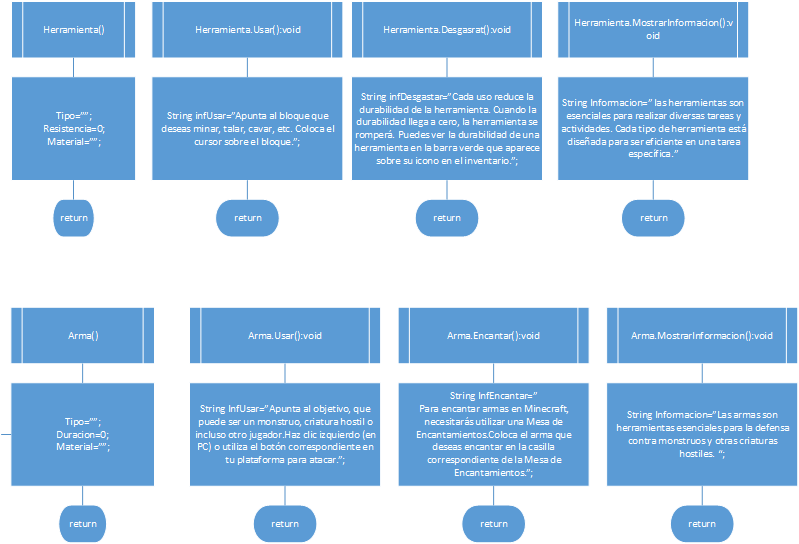 Herramienta()
Herramienta.Usar():void
Herramienta.Desgasrat():void
Herramienta.MostrarInformacion():v
oid
Tipo="";
Resistencia=0;
Material="";
String infUsar="Apunta al bloque que
deseas minar, talar, cavar, etc. Coloca el
cursor sobre el bloque.";
String infDesgastar="Cada uso reduce la
durabilidad de la herramienta. Cuando la
durabilidad llega a cero, la herramienta se
romperá. Puedes ver la durabilidad de una
herramienta en la barra verde que aparece
sobre su icono en el inventario.";
String Informacion=" las herramientas son
esenciales para realizar diversas tareas y
actividades. Cada tipo de herramienta está
diseñada para ser eficiente en una tarea
específica."
return
return
return
return
Arma()
Arma.Usar():void
Arma.Encantar():void
Arma.MostrarInformacion():void
Tipo="";
Duracion=0;
Material="";
String InfUsar="Apunta al objetivo, que
puede ser un monstruo, criatura hostil o
incluso otro jugador.Haz clic izquierdo (en
PC) o utiliza el botón correspondiente en
tu plataforma para atacar.";
String InfEncantar="
Para encantar armas en Minecraft,
necesitarás utilizar una Mesa de
Encantamientos.Coloca el arma que
deseas encantar en la casilla
correspondiente de la Mesa de
Encantamientos.";
String Informacion="Las armas son
herramientas esenciales para la defensa
contra monstruos y otras criaturas
hostiles. ";
return
return
return
return